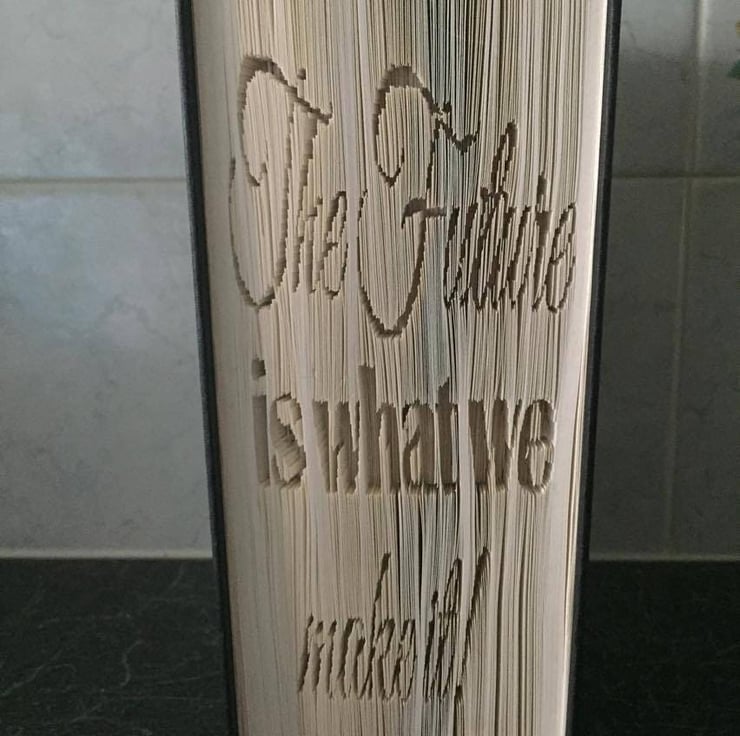 The Future
is what we
make it!